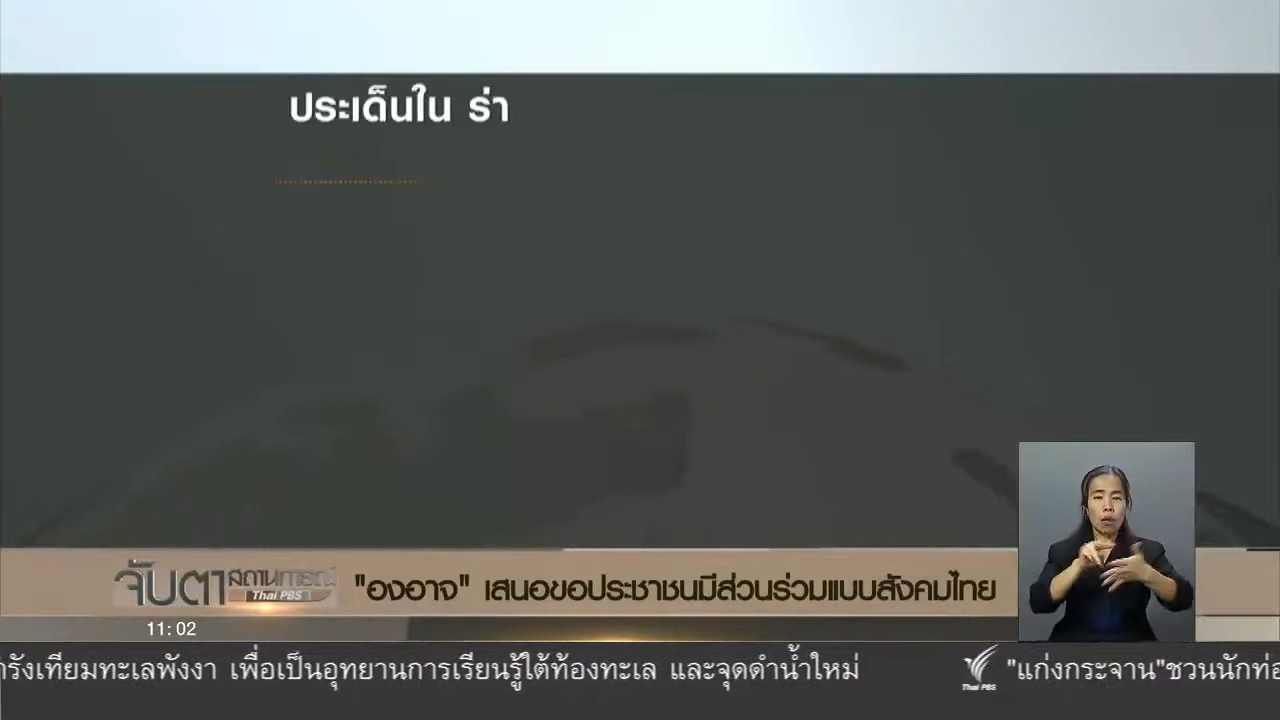 ประเด็นใน ร่า
จับตา สถานการณ์
Thai PBS
"องอาจ" เสนอขอประชาชนมีส่วนร่วมแบบสังคมไทย
11:02
ำรังเทียมทะเลพังงา เพื่อเป็นอุทยานการเรียนรู้ใต้ท้องทะเล และจุดดำน้ำใหม่ Thai PBS "แก่งกระจาน"ชวนนักท่อ